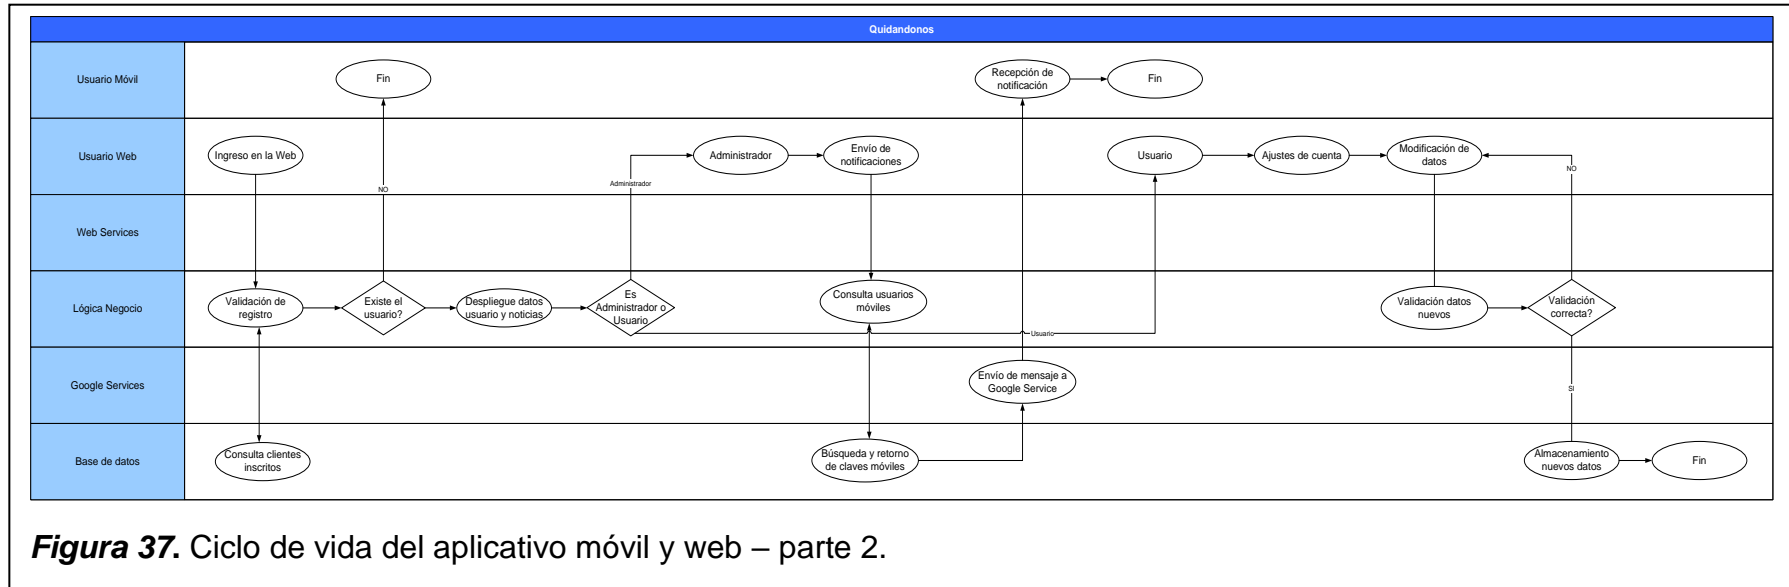 Quidandonos
Usuario Móvil
Fin
Recepción de
notificación
Fin
Usuario Web
Ingreso en la Web
Administrador
Envío de
notificaciones
Usuario
Ajustes de cuenta
Modificación de
datos
NO
Administrador
NO
Web Services
Lógica Negocio
Validación de
registro
Existe el
usuario?
Despliegue datos
usuario y noticias
Es
Administrador o
Usuario
Consulta usuarios
móviles
Usuario
Validación datos
nuevos
Validación
correcta?
Google Services
Envío de mensaje a
Google Service
SI
Base de datos
Consulta clientes
inscritos
Búsqueda y retorno
de claves móviles
Almacenamiento
nuevos datos
Fin
Figura 37. Ciclo de vida del aplicativo móvil y web – parte 2.